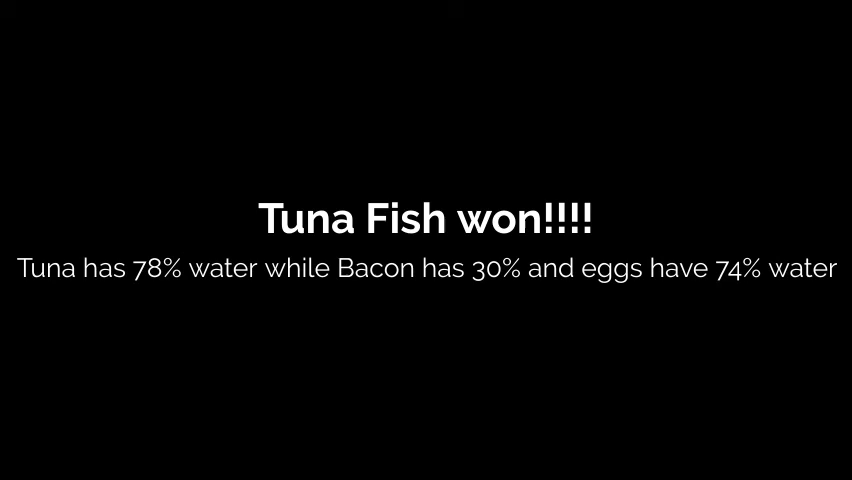 Tuna Fish won!!!!
Tuna has 78% water while Bacon has 30% and eggs have 74% water